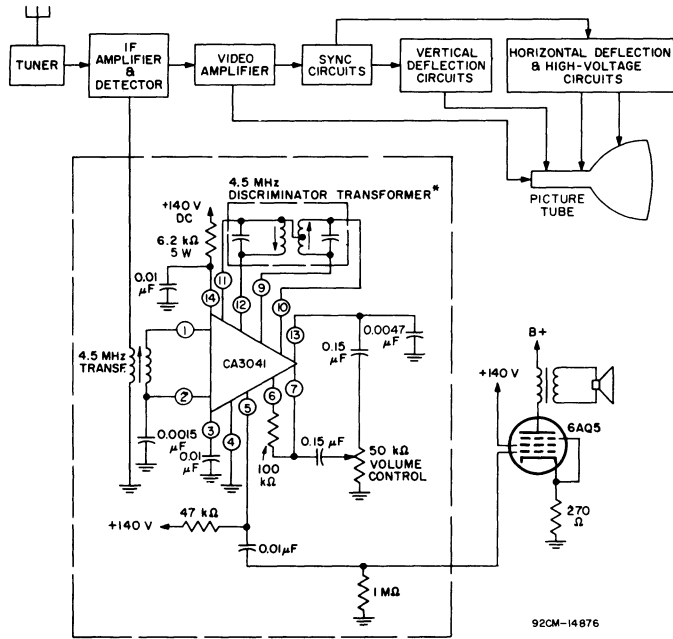 TUNER
IF
AMPLIFIER
&
DETECTOR
VIDEO
AMPLIFIER
SYNC
CIRCUITS
VERTICAL
DEFLECTION
CIRCUITS
HORIZONTAL DEFLECTION
& HIGH-VOLTAGE
CIRCUITS
PICTURE
TUBE
4.5 MHz
DISCRIMINATOR TRANSFORMER*
+140 V
DC
6.2 kΩ
5 W
0.01
μF
11
12
9
10
14
13
1
4.5 MHz
TRANSF.
2
CA3041
7
6
5
3
4
0.15
μF
0.0047
μF
0.0015
μF
0.01
μF
100
kΩ
0.15 μF
50 kΩ
VOLUME
CONTROL
+140 V
47 kΩ
0.01μF
1 MΩ
B+
+140 V
6AQ5
270
Ω
92CM-14876